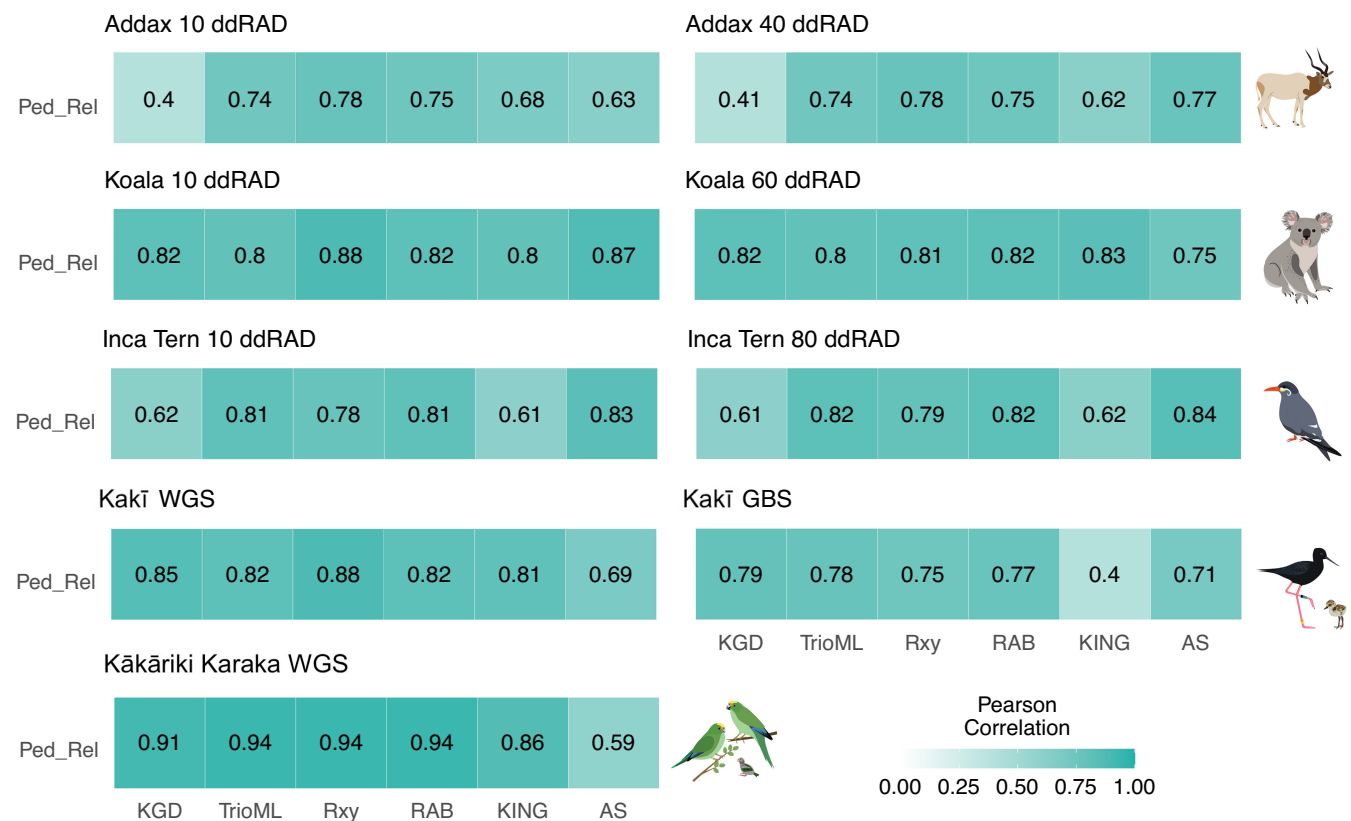 Addax 10 ddRAD
Addax 40 ddRAD
Ped_Rel 0.4 0.74 0.78 0.75 0.68 0.63
0.41 0.74 0.78 0.75 0.62 0.77
Koala 10 ddRAD
Koala 60 ddRAD
Ped_Rel 0.82 0.8 0.88 0.82 0.8 0.87
0.82 0.8 0.81 0.82 0.83 0.75
Inca Tern 10 ddRAD
Inca Tern 80 ddRAD
Ped_Rel 0.62 0.81 0.78 0.81 0.61 0.83
0.61 0.82 0.79 0.82 0.62 0.84
Kakī WGS
Kakī GBS
Ped_Rel 0.85 0.82 0.88 0.82 0.81 0.69
0.79 0.78 0.75 0.77 0.4 0.71
KGD TrioML Rxy RAB KING AS
Kākāriki Karaka WGS
Ped_Rel 0.91 0.94 0.94 0.94 0.86 0.59
KGD TrioML Rxy RAB KING AS
Pearson
Correlation
0.00 0.25 0.50 0.75 1.00